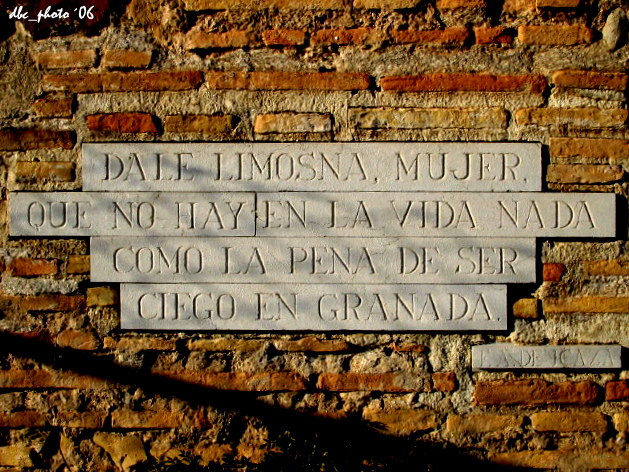 dbc_photo ´06
DALE LIMOSNA, MUJER,
QUE NO HAY EN LA VIDA NADA
COMO LA PENA DE SER
CIEGO EN GRANADA.
F. A. DE ICAZA